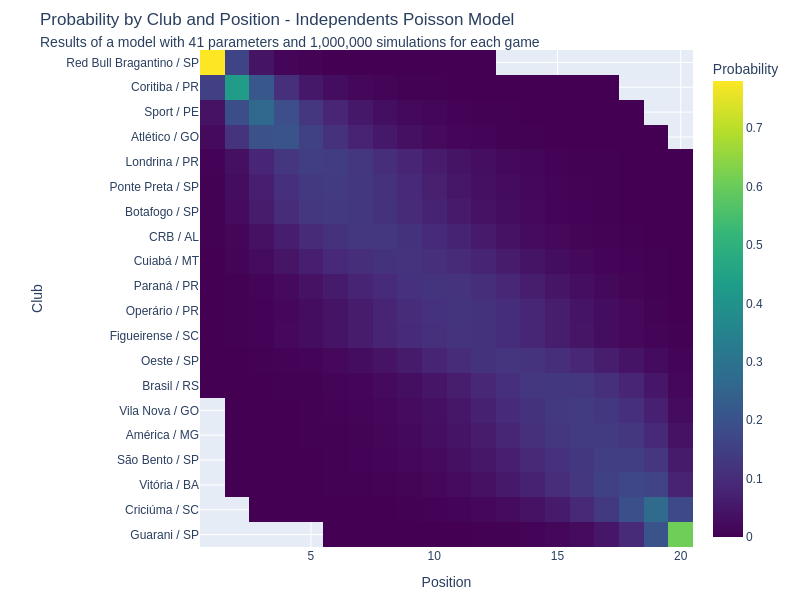 Probability by Club and Position - Independents Poisson Model
Results of a model with 41 parameters and 1,000,000 simulations for each game
Probability
Red Bull Bragantino / SP
Coritiba / PR
Sport / PE
Atlético / GO
Londrina / PR
Ponte Preta / SP
Botafogo / SP
CRB / AL
Cuiabá / MT
Paraná / PR
Operário / PR
Figueirense / SC
Oeste / SP
Brasil / RS
Vila Nova / GO
América / MG
São Bento / SP
Vitória / BA
Criciúma / SC
Guarani / SP
Club
5
10
15
20
Position
0.7
0.6
0.5
0.4
0.3
0.2
0.1
0